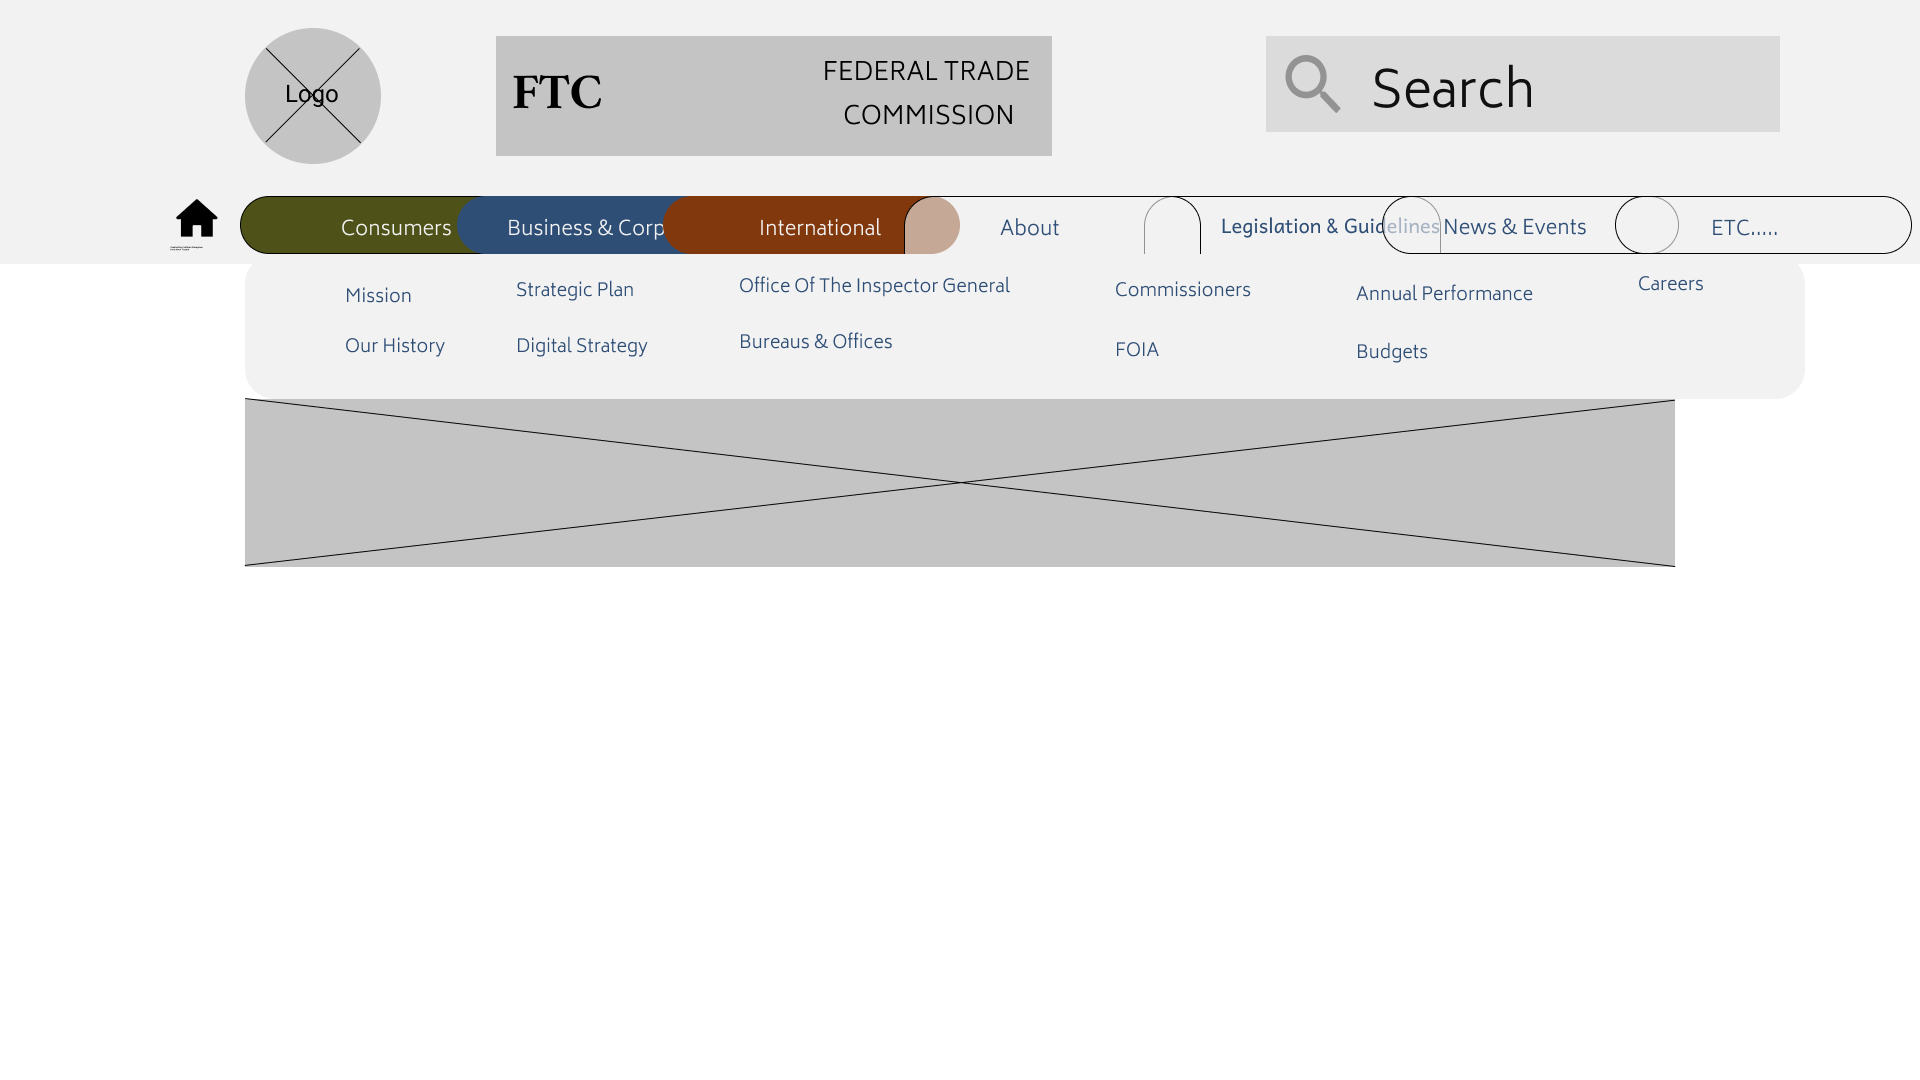 Logo
FTC
FEDERAL TRADE
COMMISSION
Search
Consumers
Business & Corp
International
About
Legislation & Guidelines
News & Events
ETC.....
Mission
Strategic Plan
Office Of The Inspector General
Commissioners
Annual Performance
Careers
Our History
Digital Strategy
Bureaus & Offices
FOIA
Budgets